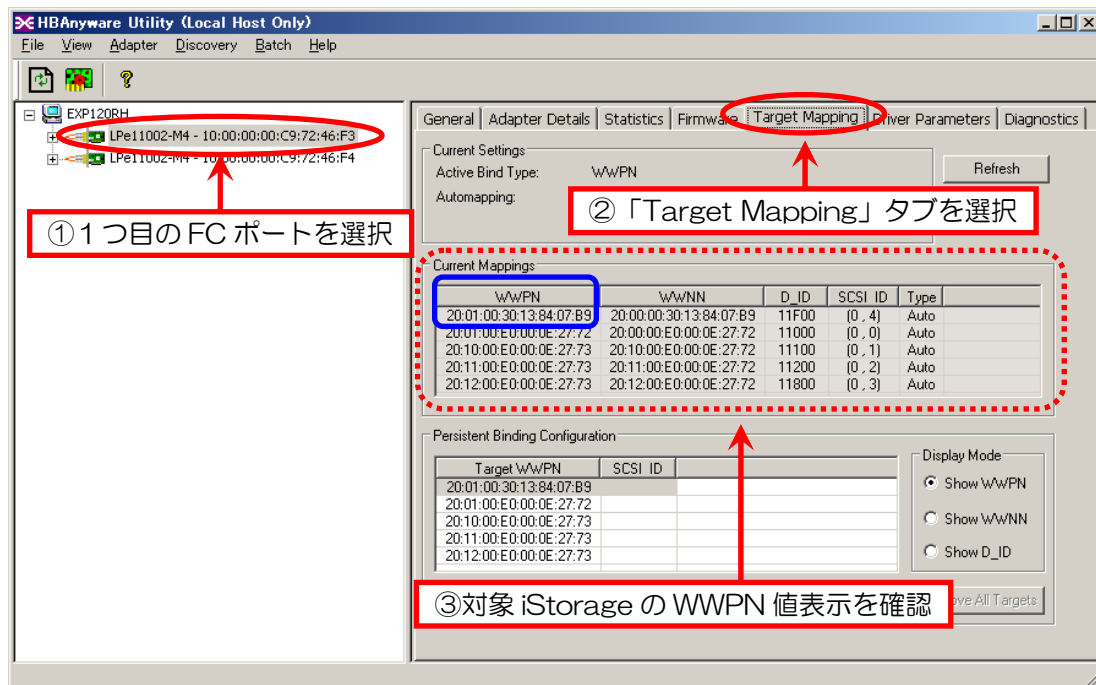 HBAnyware Utility (Local Host Only)
File View Adapter Discovery Batch Help
EXP120RH
LPe11002-M4 - 10:00:00:00:C9:72:46:F3
LPe11002-M4 - 10:00:00:00:C9:72:46:F4
①1つ目のFCポートを選択
General Adapter Details Statistics Firmware Target Mapping Driver Parameters Diagnostics
Current Settings
Active Bind Type: WWPN
Refresh
Automapping:
②「Target Mapping」タブを選択
Current Mappings
WWPN WWNN D_ID SCSI ID Type
20:01:00:30:13:84:07:B9 20:00:00:30:13:84:07:B9 11F00 (0 , 4) Auto
20:01:00:E0:00:0E:27:72 20:00:00:E0:00:0E:27:72 11000 (0 , 0) Auto
20:10:00:E0:00:0E:27:73 20:10:00:E0:00:0E:27:72 11100 (0 , 1) Auto
20:11:00:E0:00:0E:27:73 20:11:00:E0:00:0E:27:72 11200 (0 , 2) Auto
20:12:00:E0:00:0E:27:73 20:12:00:E0:00:0E:27:72 11800 (0 , 3) Auto
Persistent Binding Configuration
Target WWPN SCSI ID
20:01:00:30:13:84:07:B9
20:01:00:E0:00:0E:27:72
20:10:00:E0:00:0E:27:73
20:11:00:E0:00:0E:27:73
20:12:00:E0:00:0E:27:73
Display Mode
Show WWPN
Show WWNN
Show D_ID
③対象 iStorage の WWPN 値表示を確認
All Targets